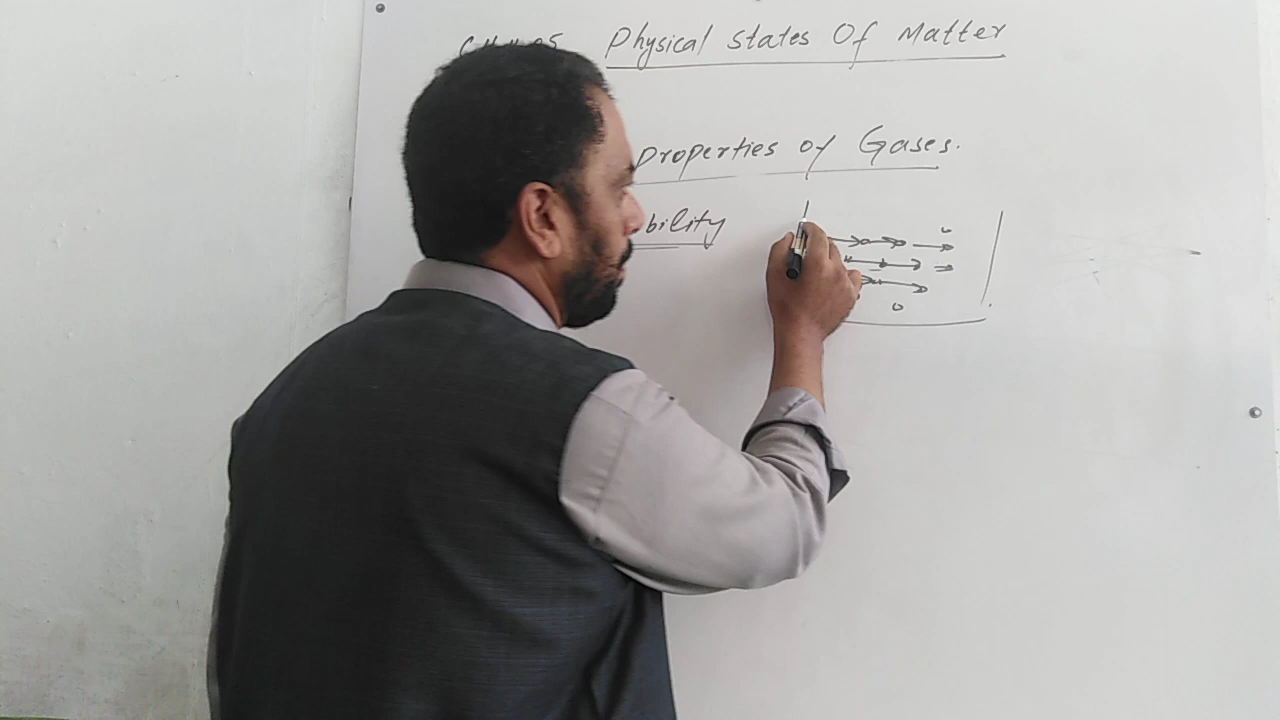 Physical States Of Matter
Properties of Gases.
bility